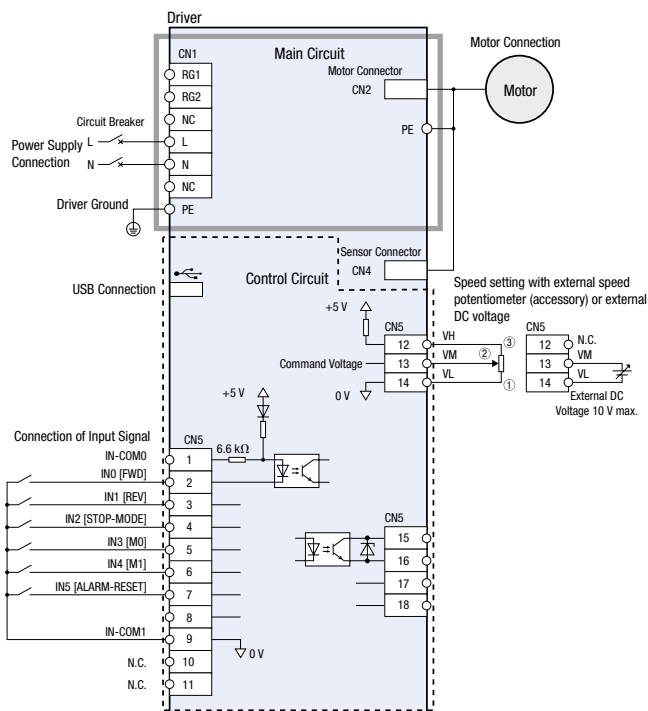 Driver
Main Circuit
Motor Connection
CN1
RG1
RG2
NC
L
N
NC
PE
Motor Connector
CN2
PE
Motor
Circuit Breaker
Power Supply
Connection
L
N
Driver Ground
Sensor Connector
CN4
Control Circuit
USB Connection
Speed setting with external speed
potentiometer (accessory) or external
DC voltage
+5 V
CN5
12
13
14
VH
VM
VL
③
②
①
Command Voltage
0 V
CN5
12
13
14
N.C.
VM
VL
External DC
Voltage 10 V max.
+5 V
Connection of Input Signal
CN5
6.6 kΩ
IN-COM0
1
IN0 [FWD]
2
IN1 [REV]
3
IN2 [STOP-MODE]
4
IN3 [M0]
5
IN4 [M1]
6
IN5 [ALARM-RESET]
7
8
IN-COM1
9
0 V
N.C.
10
N.C.
11
CN5
15
16
17
18